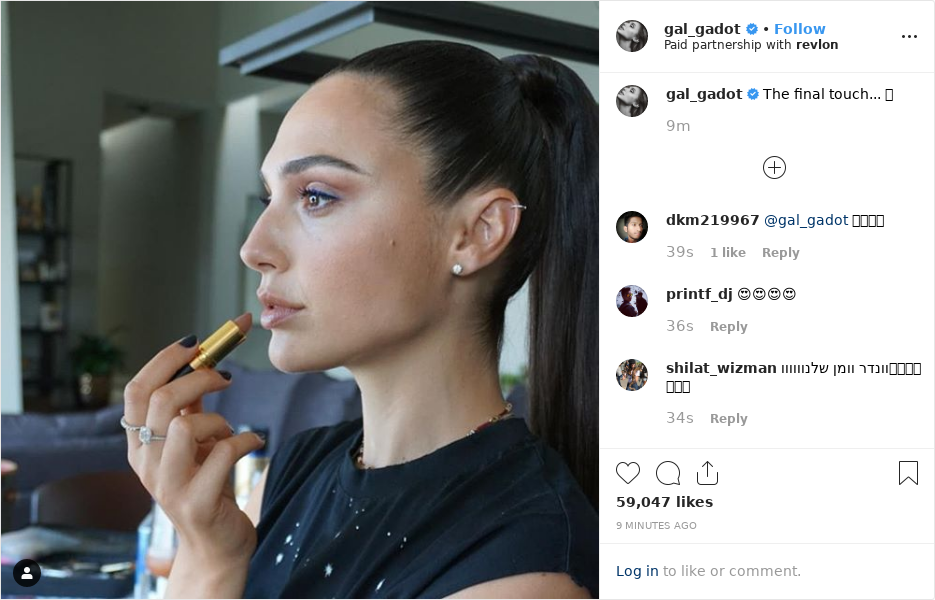 gal_gadot • Follow
Paid partnership with revlon
gal_gadot The final touch...
9m
dkm219967 @gal_gadot
39s 1 like Reply
printf_dj 😍😍😍😍
36s Reply
shilat_wizman וונדר וומן שלנוווווו
34s Reply
59,047 likes
9 MINUTES AGO
Log in to like or comment.